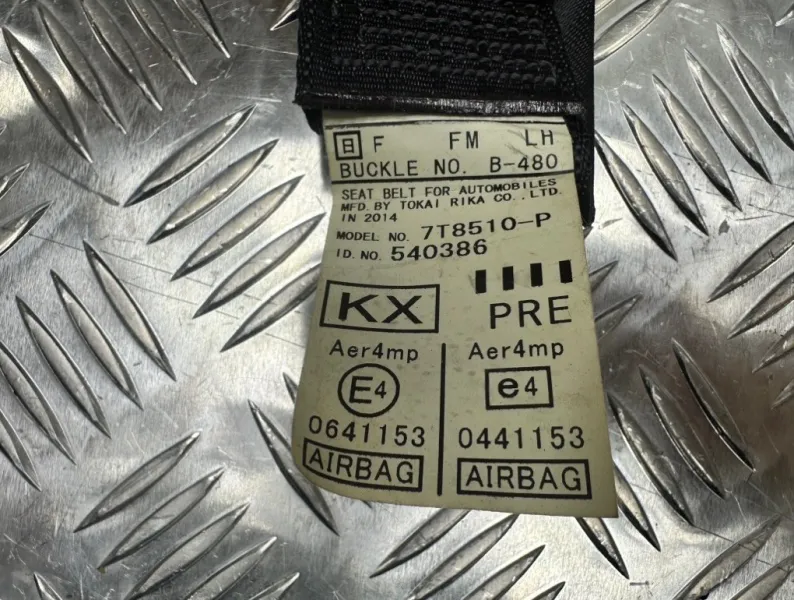 日 F FM LH
BUCKLE NO. B-480
SEAT BELT FOR AUTOMOBILES
MFD. BY TOKAI RIKA CO., LTD.
IN 2014
MODEL NO. 7T8510-P
ID. NO. 540386
KX
PRE
Aer4mp
E4
0641153
AIRBAG
Aer4mp
e4
0441153
AIRBAG